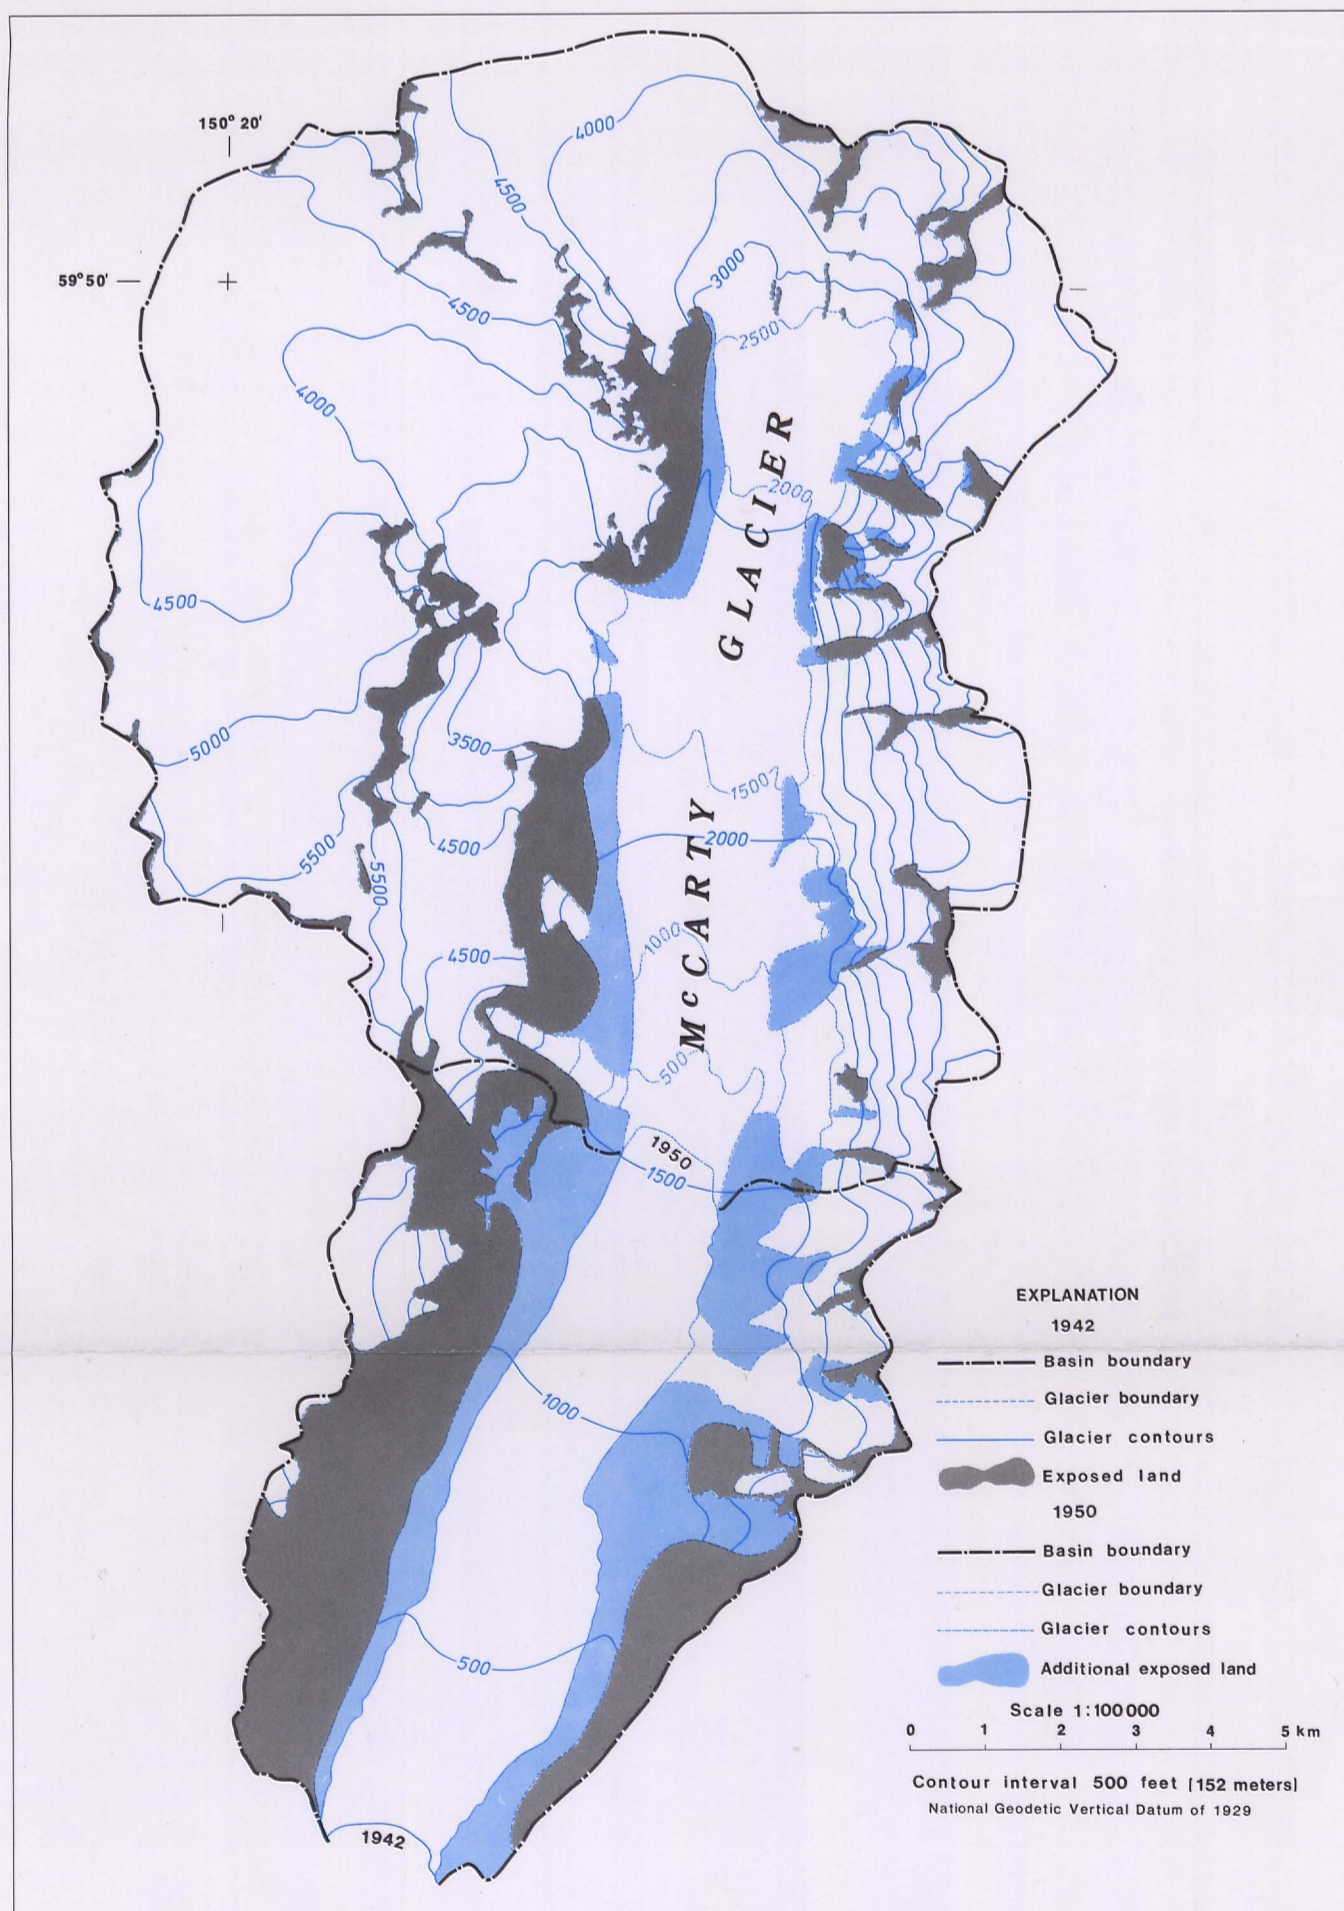 150° 20'
4000
4500
59°50'
3000
4500
2500
4000
2000
4500
GLACIER
5000
3500
1500
2000
4500
5500
5500
1000
4500
McCARTY
500
1950
1500
1000
500
1942
EXPLANATION
1942
Basin boundary
Glacier boundary
Glacier contours
Exposed land
1950
Basin boundary
Glacier boundary
Glacier contours
Additional exposed land
Scale 1:100 000
0 1 2 3 4 5 km
Contour interval 500 feet (152 meters)
National Geodetic Vertical Datum of 1929